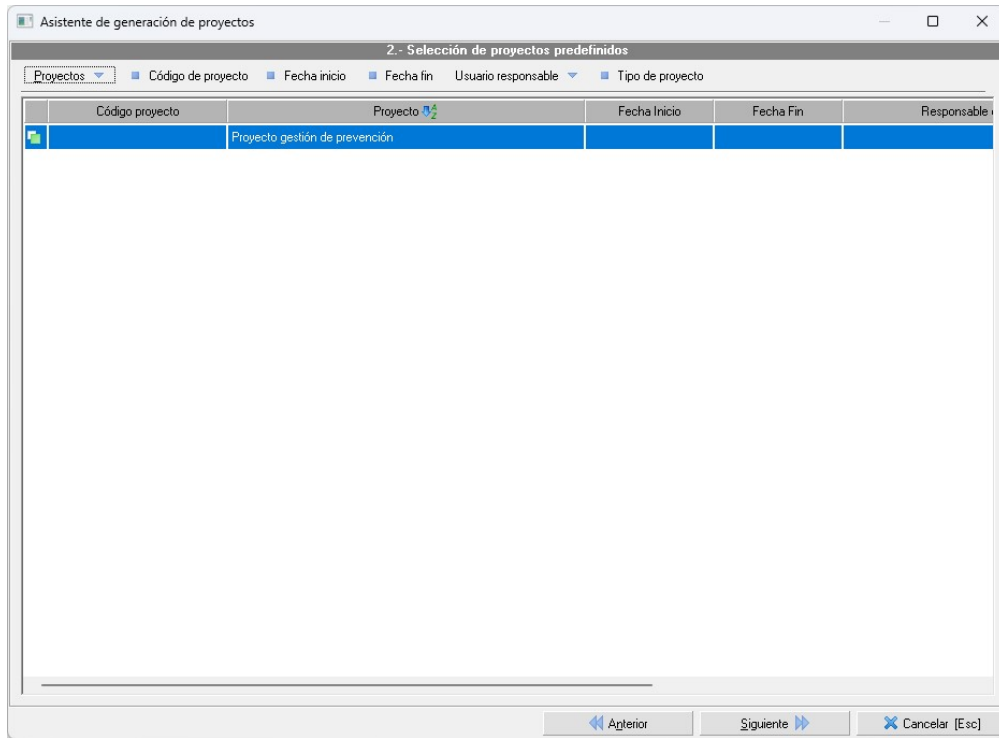 Asistente de generación de proyectos
2.- Selección de proyectos predefinidos
Proyectos Código de proyecto Fecha inicio Fecha fin Usuario responsable Tipo de proyecto
Código proyecto Proyecto Fecha Inicio Fecha Fin Responsable
Proyecto gestión de prevención
Anterior Siguiente Cancelar [Esc]